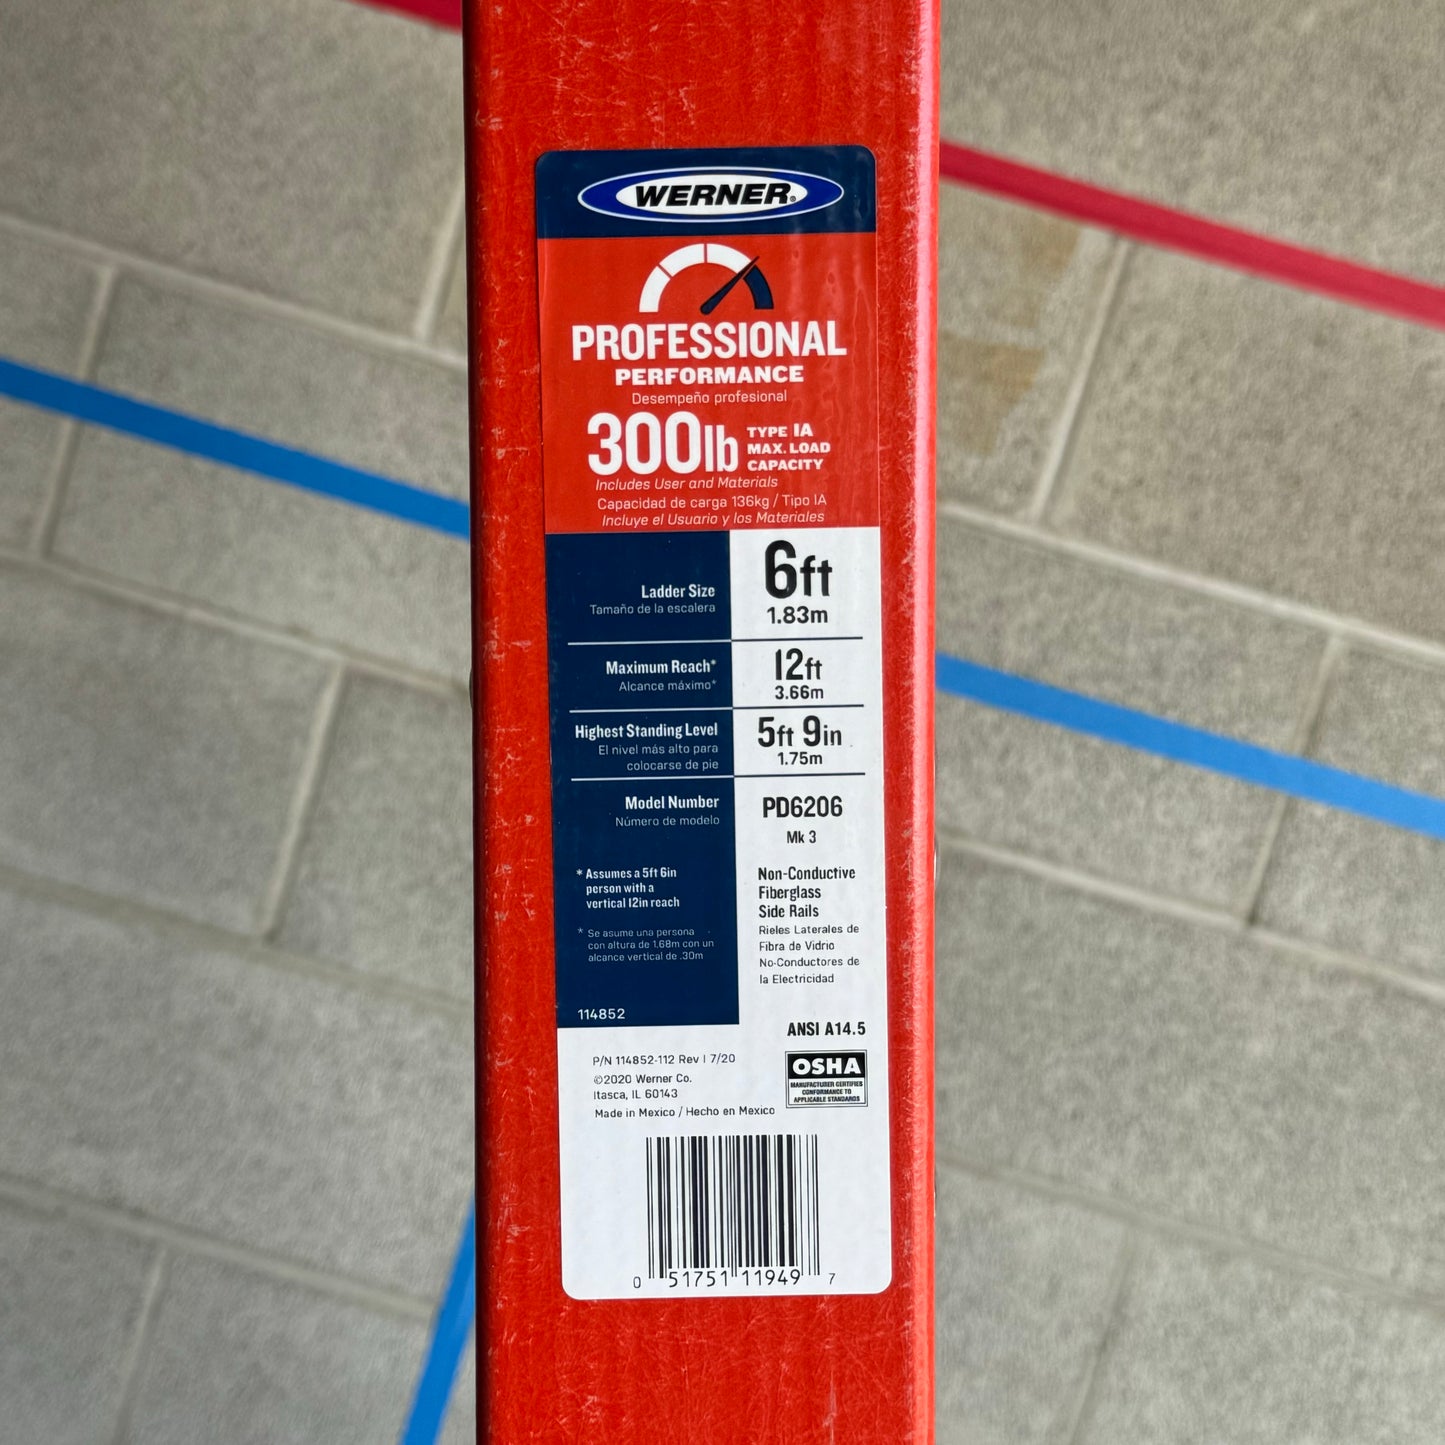 WERNER®
PROFESSIONAL
PERFORMANCE
Desempeño profesional
300lb TYPE IA
MAX. LOAD
CAPACITY
Includes User and Materials
Capacidad de carga 136kg / Tipo IA
Incluye el Usuario y los Materiales
Ladder Size
Tamaño de la escalera
6ft
1.83m
Maximum Reach*
Alcance máximo*
12ft
3.66m
Highest Standing Level
El nivel más alto para
colocarse de pie
5ft 9in
1.75m
Model Number
Número de modelo
PD6206
Mk 3
* Assumes a 5ft 6in
person with a
vertical 12in reach
* Se asume una persona
con altura de 1.68m con un
alcance vertical de .30m
114852
Non-Conductive
Fiberglass
Side Rails
Rieles Laterales de
Fibra de Vidrio
No-Conductores de
la Electricidad
ANSI A14.5
P/N 114852-112 Rev I 7/20
©2020 Werner Co.
Itasca, IL 60143
Made in Mexico / Hecho en Mexico
OSHA
MANUFACTURER CERTIFIES
CONFORMANCE TO
APPLICABLE STANDARDS
0 51751 11949 7